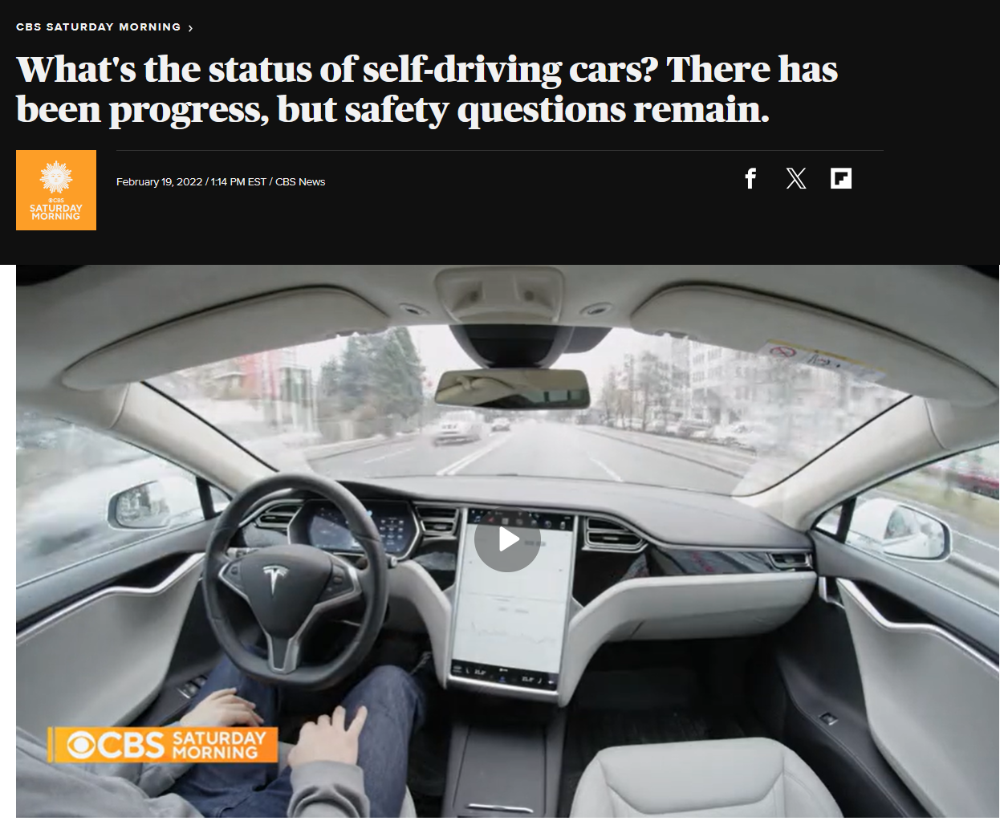 CBS SATURDAY MORNING
What's the status of self-driving cars? There has
been progress, but safety questions remain.
CBS
SATURDAY
MORNING
February 19, 2022 / 1:14 PM EST / CBS News
CBS SATURDAY
MORNING